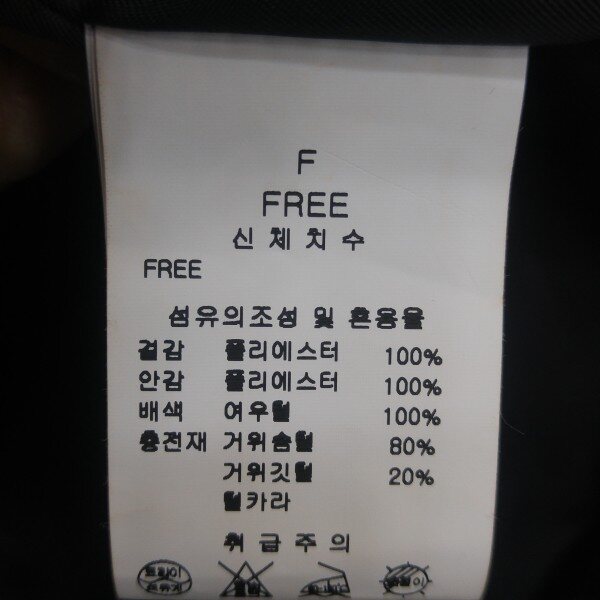 F
FREE
신체치수
FREE
섬유의조성 및 혼용율
겉감 폴리에스터 100%
안감 폴리에스터 100%
배색 여우털 100%
충전재 거위솜털 80%
거위깃털 20%
털카라
취급주의
드라이